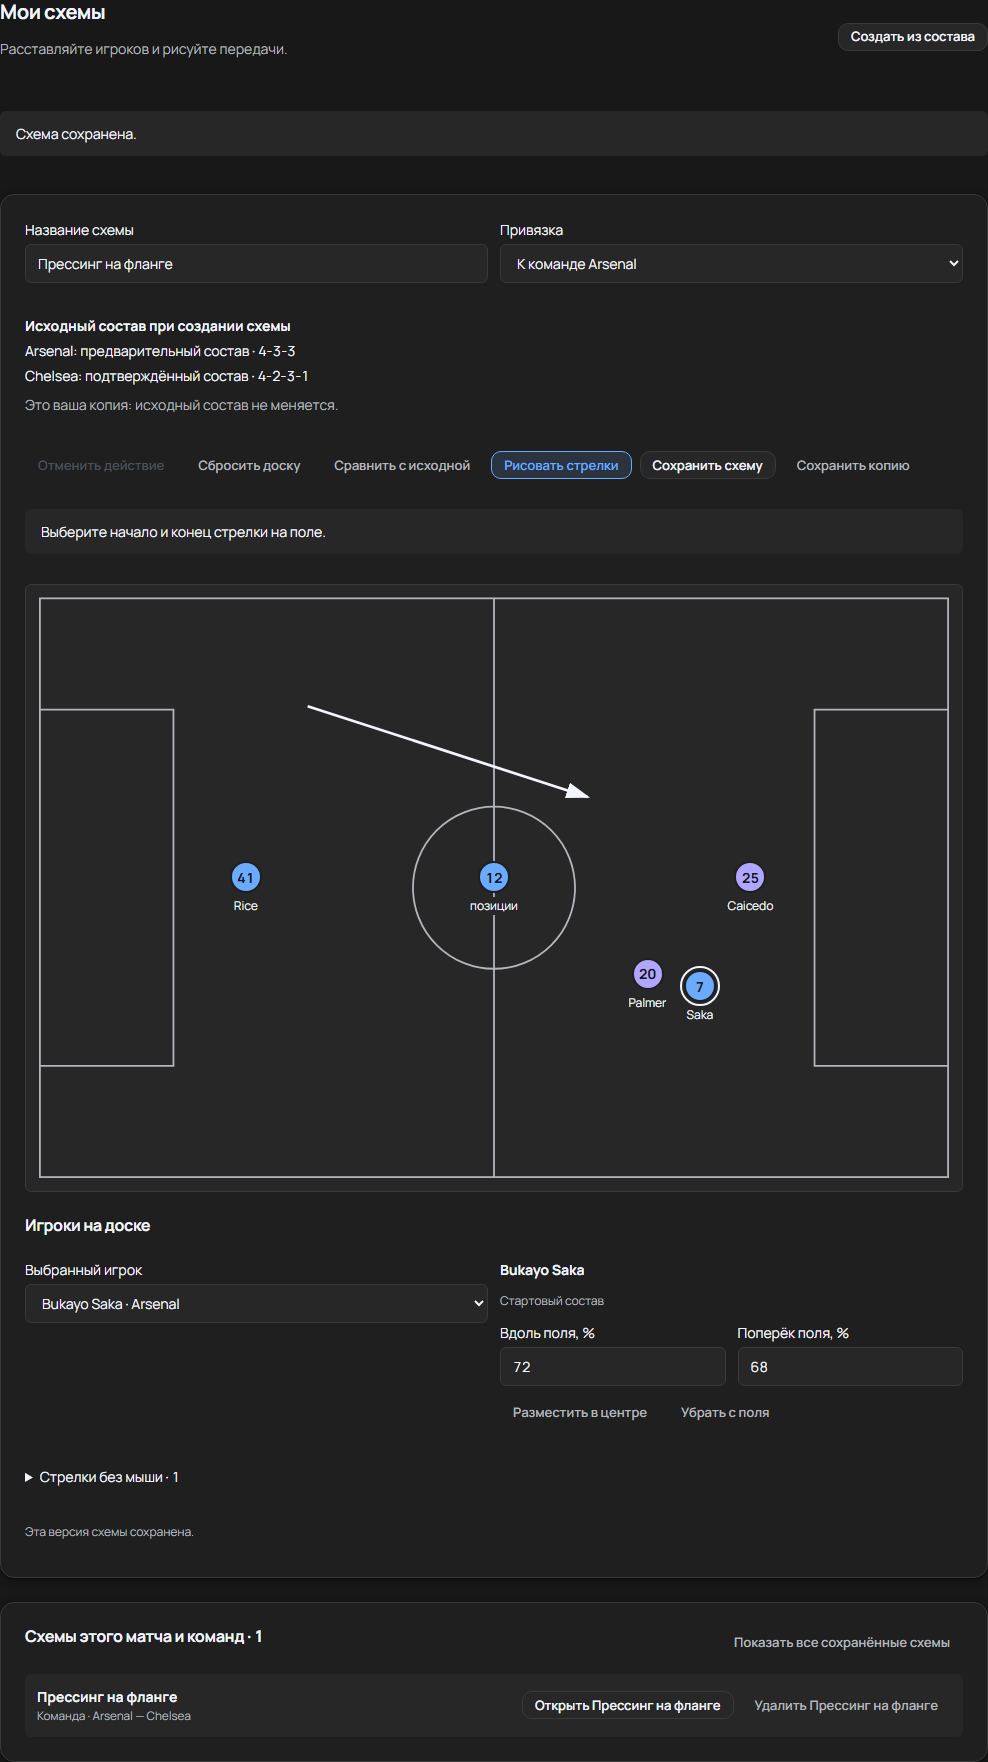 Мои схемы
Расставляйте игроков и рисуйте передачи.
Создать из состава
Схема сохранена.
Название схемы
Привязка
Прессинг на фланге
К команде Arsenal
Исходный состав при создании схемы
Arsenal: предварительный состав · 4-3-3
Chelsea: подтверждённый состав · 4-2-3-1
Это ваша копия: исходный состав не меняется.
Отменить действие
Сбросить доску
Сравнить с исходной
Рисовать стрелки
Сохранить схему
Сохранить копию
Выберите начало и конец стрелки на поле.
41
Rice
12
позиции
25
Caicedo
20
Palmer
7
Saka
Игроки на доске
Выбранный игрок
Bukayo Saka · Arsenal
Bukayo Saka
Стартовый состав
Вдоль поля, %
Поперёк поля, %
72
68
Разместить в центре
Убрать с поля
Стрелки без мыши · 1
Эта версия схемы сохранена.
Схемы этого матча и команд · 1
Показать все сохранённые схемы
Прессинг на фланге
Команда · Arsenal — Chelsea
Открыть Прессинг на фланге
Удалить Прессинг на фланге